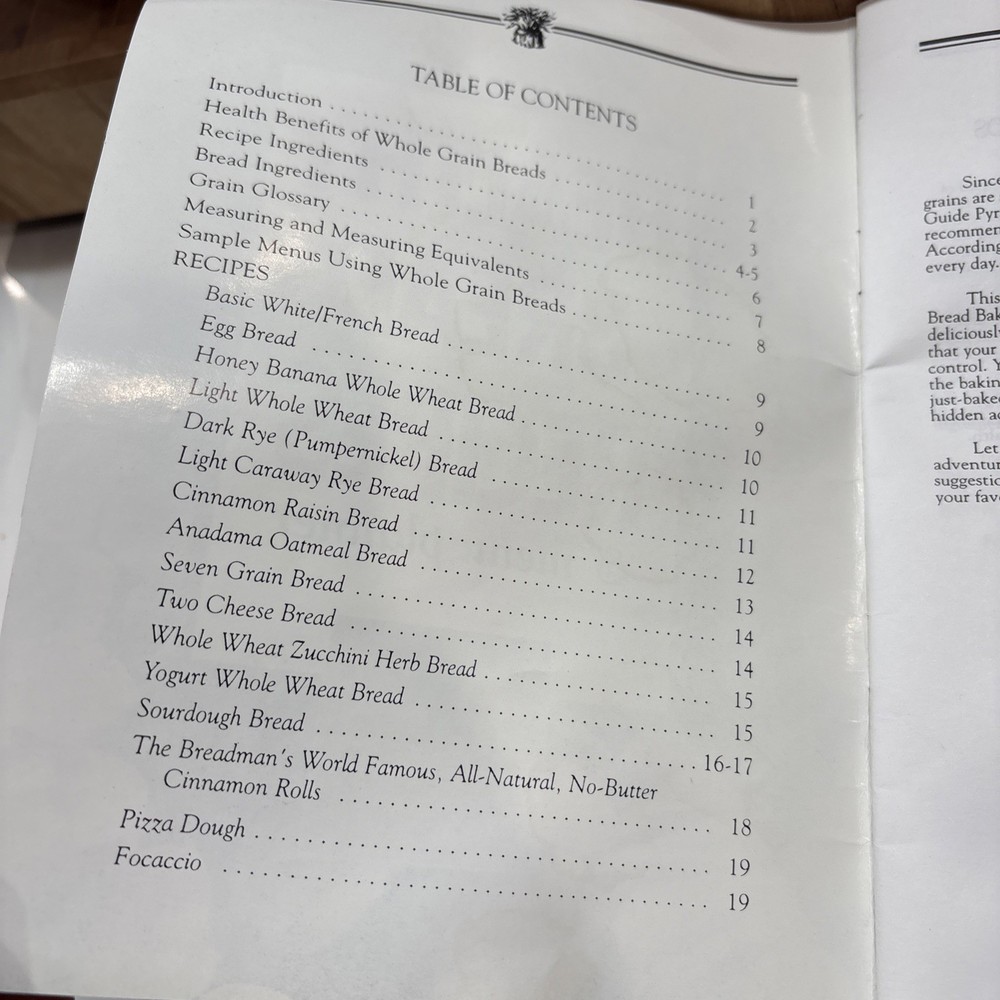 TABLE OF CONTENTS
Introduction 1
Health Benefits of Whole Grain Breads 2
Recipe Ingredients 3
Bread Ingredients 4-5
Grain Glossary 6
Measuring and Measuring Equivalents 7
Sample Menus Using Whole Grain Breads 8
RECIPES
Basic White/French Bread 9
Egg Bread 9
Honey Banana Whole Wheat Bread 10
Light Whole Wheat Bread 10
Dark Rye (Pumpernickel) Bread 11
Light Caraway Rye Bread 11
Cinnamon Raisin Bread 12
Anadama Oatmeal Bread 13
Seven Grain Bread 14
Two Cheese Bread 14
Whole Wheat Zucchini Herb Bread 15
Yogurt Whole Wheat Bread 15
Sourdough Bread 16-17
The Breadman's World Famous, All-Natural, No-Butter
Cinnamon Rolls 18
Pizza Dough 19
Focaccio 19
Since
grains are
Guide Pyr
recommen
According
every day.
This
Bread Bak
deliciousl
that your
control. Y
the bakin
just-bake
hidden a
Let
adventur
suggestio
your fav